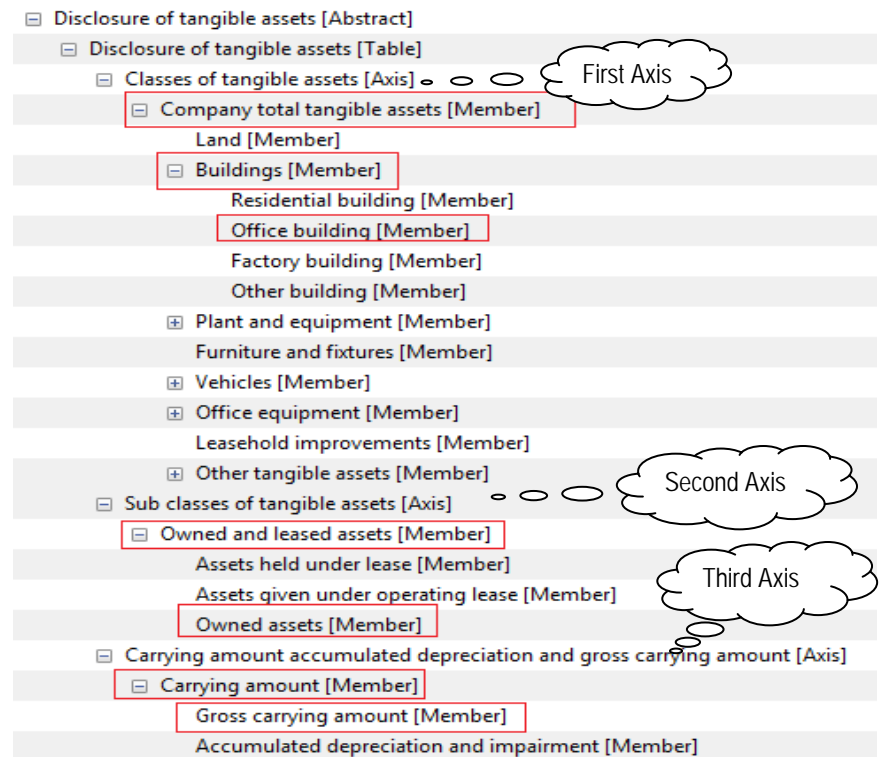 Disclosure of tangible assets [Abstract]
Disclosure of tangible assets [Table]
Classes of tangible assets [Axis]
First Axis
Company total tangible assets [Member]
Land [Member]
Buildings [Member]
Residential building [Member]
Office building [Member]
Factory building [Member]
Other building [Member]
Plant and equipment [Member]
Furniture and fixtures [Member]
Vehicles [Member]
Office equipment [Member]
Leasehold improvements [Member]
Other tangible assets [Member]
Second Axis
Sub classes of tangible assets [Axis]
Owned and leased assets [Member]
Assets held under lease [Member]
Third Axis
Assets given under operating lease [Member]
Owned assets [Member]
Carrying amount accumulated depreciation and gross carrying amount [Axis]
Carrying amount [Member]
Gross carrying amount [Member]
Accumulated depreciation and impairment [Member]